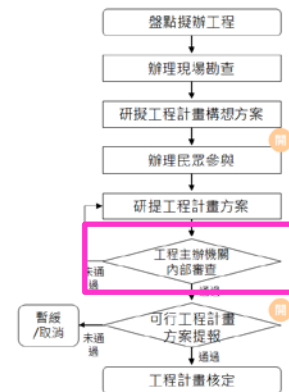 盤點擬辦工程
辦理現場勘查
研擬工程計畫構想方案
開
辦理民眾參與
研提工程計畫方案
工程主辦機關
內部審查
未通
過
通過
開
可行工程計畫
方案提報
暫緩
/取消
未通
過
通過
工程計畫核定